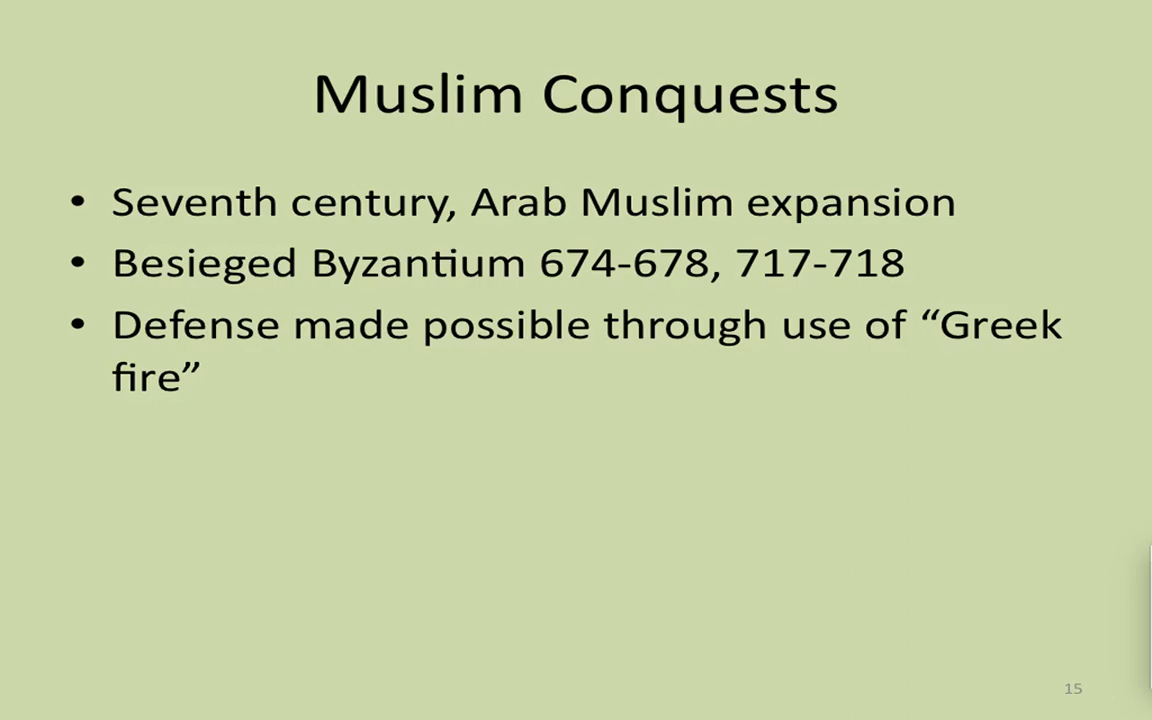 Muslim Conquests
• Seventh century, Arab Muslim expansion
• Besieged Byzantium 674-678, 717-718
• Defense made possible through use of “Greek
fire”
15